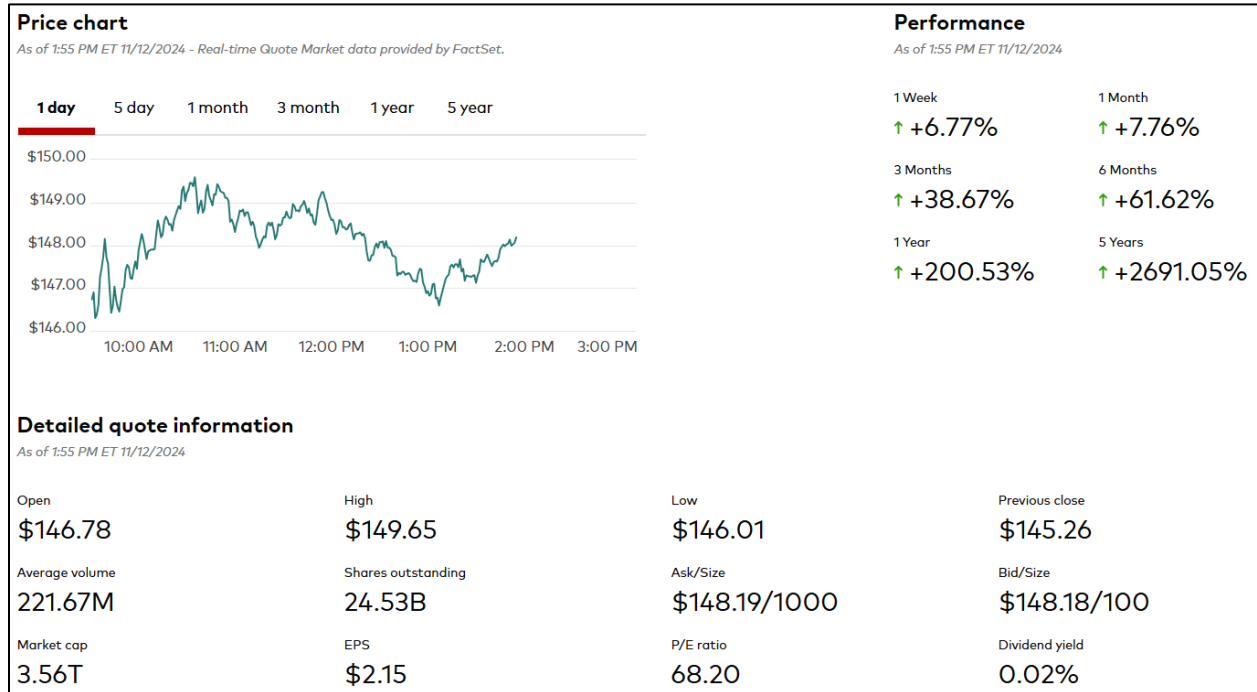 Price chart
As of 1:55 PM ET 11/12/2024 - Real-time Quote Market data provided by FactSet.
1 day 5 day 1 month 3 month 1 year 5 year
$150.00
$149.00
$148.00
$147.00
$146.00
10:00 AM 11:00 AM 12:00 PM 1:00 PM 2:00 PM 3:00 PM
Performance
As of 1:55 PM ET 11/12/2024
1 Week 1 Month
↑ +6.77% ↑ +7.76%
3 Months 6 Months
↑ +38.67% ↑ +61.62%
1 Year 5 Years
↑ +200.53% ↑ +2691.05%
Detailed quote information
As of 1:55 PM ET 11/12/2024
Open High Low Previous close
$146.78 $149.65 $146.01 $145.26
Average volume Shares outstanding Ask/Size Bid/Size
221.67M 24.53B $148.19/1000 $148.18/100
Market cap EPS P/E ratio Dividend yield
3.56T $2.15 68.20 0.02%